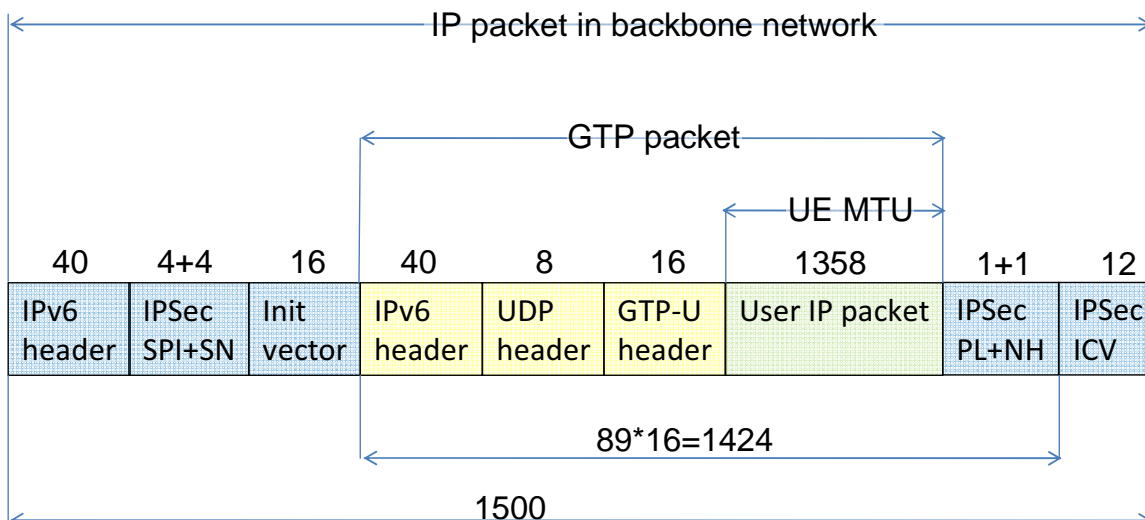 IP packet in backbone network
GTP packet
UE MTU
40 4+4 16 40 8 16 1358 1+1 12
IPv6 IPSec Init IPv6 UDP GTP-U User IP packet IPSec IPSec
header SPI+SN vector header header header PL+NH ICV
89*16=1424
1500